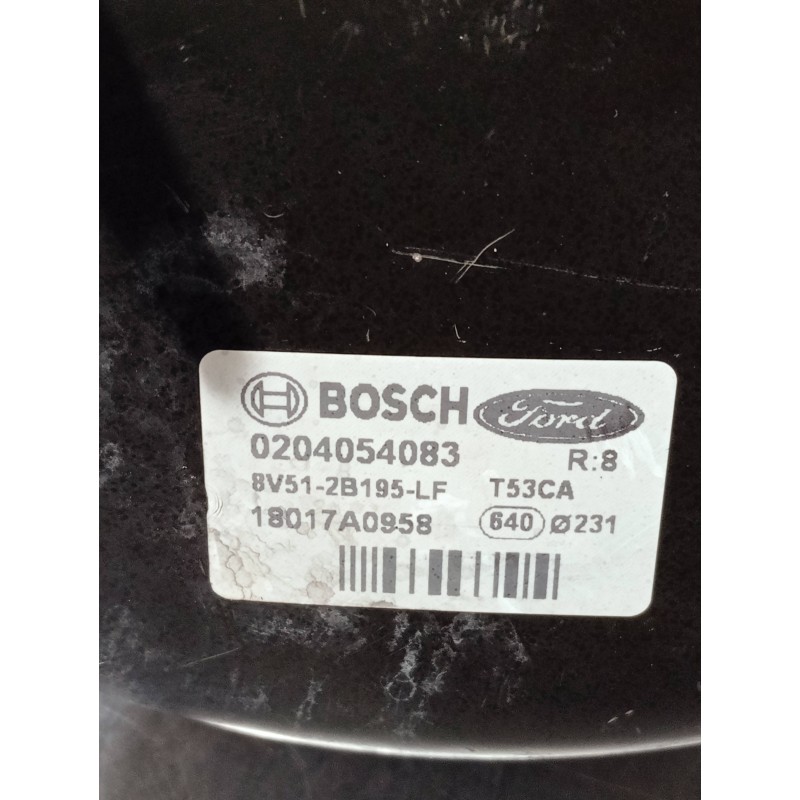 BOSCH Ford
0204054083 R:8
8V51-2B195-LF T53CA
18017A0958 640 Ø231